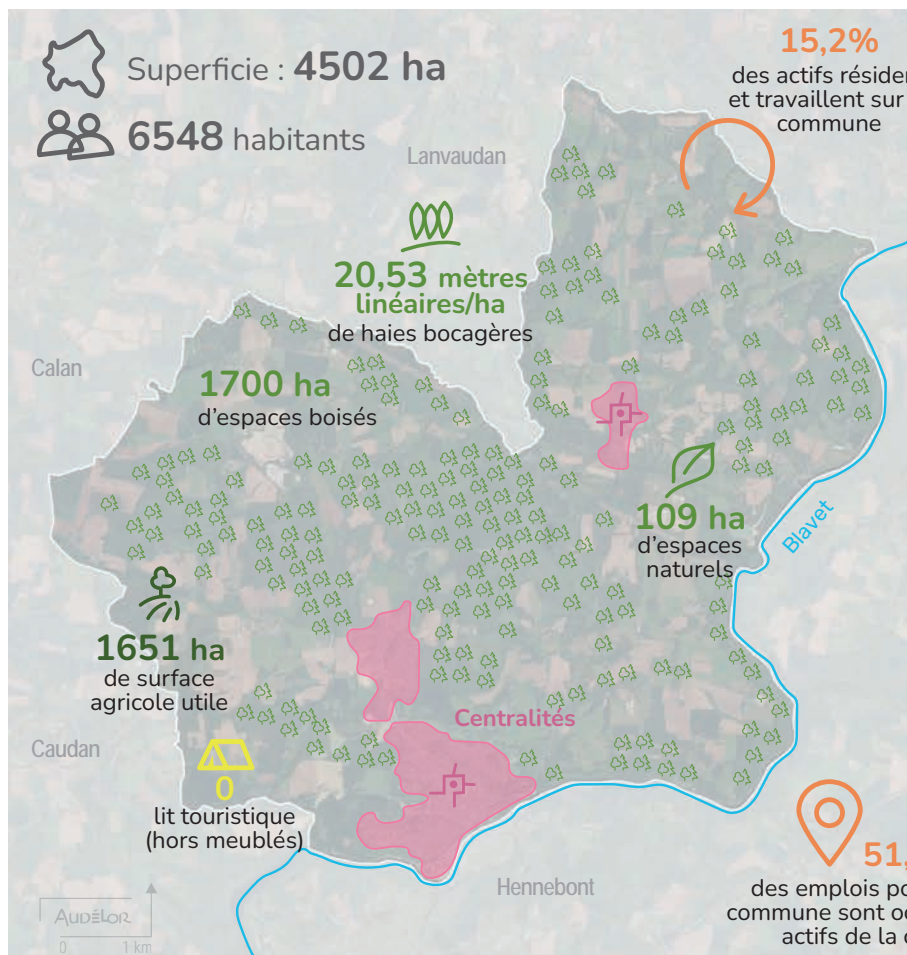 Superficie : 4502 ha
6548 habitants
15,2%
des actifs réside
et travaillent sur
commune
Lanvaudan
20,53 mètres
linéaires/ha
de haies bocagères
Calan
1700 ha
d'espaces boisés
109 ha
d'espaces
naturels
Blavet
1651 ha
de surface
agricole utile
Centralités
Caudan
0
lit touristique
(hors meublés)
Hennebont
51,
des emplois po
commune sont oc
actifs de la
AUDÉLOR
0 1 km